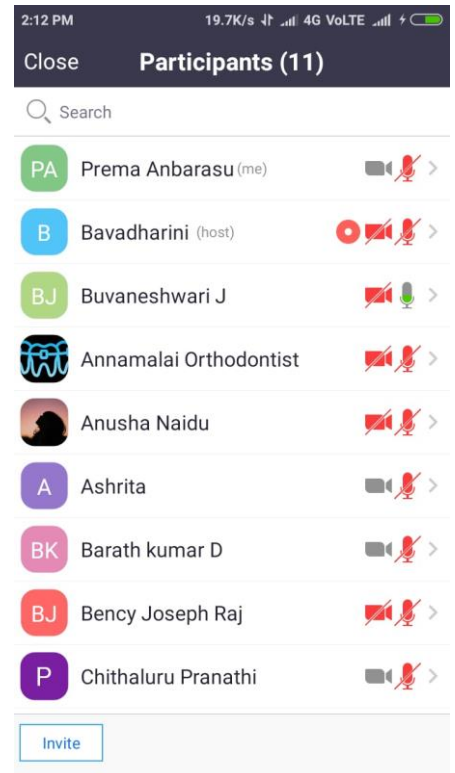 2:12 PM 19.7K/s 4G VoLTE
Close Participants (11)
Search
PA Prema Anbarasu (me)
B Bavadharini (host)
BJ Buvaneshwari J
Annamalai Orthodontist
Anusha Naidu
A Ashrita
BK Barath kumar D
BJ Bency Joseph Raj
P Chithaluru Pranathi
Invite